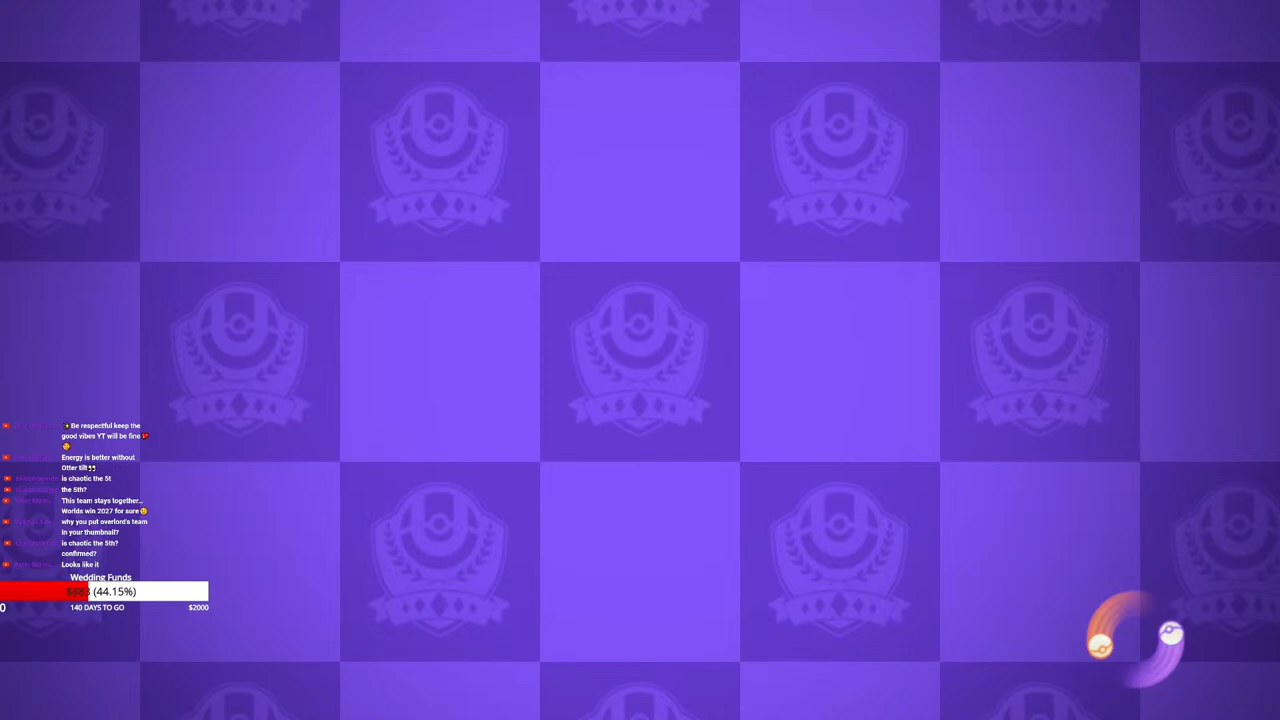 Be respectful keep the
good vibes YT will be fine
Energy is better without
Otter tilt
is chaotic the 5t
the 5th?
This team stays together...
Worlds win 2027 for sure
why you put overlord's team
in your thumbnail?
is chaotic the 5th?
confirmed?
Looks like it
Wedding Funds
(44.15%)
0 140 DAYS TO GO $2000